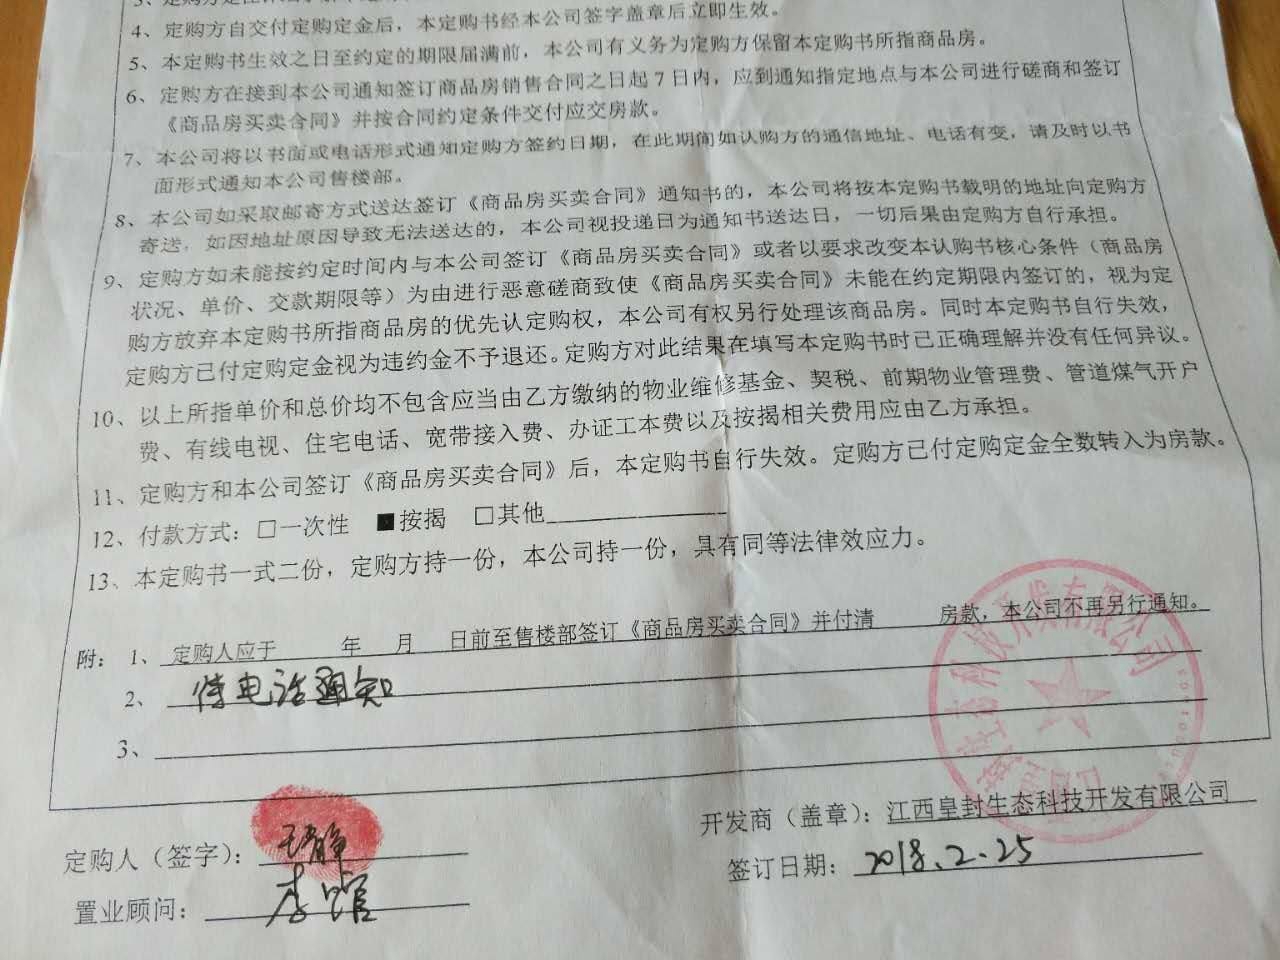 4、定购方自交付定购定金后，本定购书经本公司签字盖章后立即生效。
5、本定购书生效之日至约定的期限届满前，本公司有义务为定购方保留本定购书所指商品房。
6、定购方在接到本公司通知签订商品房销售合同之日起7日内，应到通知指定地点与本公司进行磋商和签订
《商品房买卖合同》并按合同约定条件交付应交房款。
7、本公司将以书面或电话形式通知定购方签约日期，在此期间如认购方的通信地址、电话有变，请及时以书
面形式通知本公司售楼部。
8、本公司如采取邮寄方式送达签订《商品房买卖合同》通知书的，本公司将按本定购书载明的地址向定购方
寄送，如因地址原因导致无法送达的，本公司视投递日为通知书送达日，一切后果由定购方自行承担。
9、定购方如未能按约定时间内与本公司签订《商品房买卖合同》或者以要求改变本认购书核心条件（商品房
状况、单价、交款期限等）为由进行恶意磋商致使《商品房买卖合同》未能在约定期限内签订的，视为定
购方放弃本定购书所指商品房的优先认定购权，本公司有权另行处理该商品房。同时本定购书自行失效，
定购方已付定购定金视为违约金不予退还。定购方对此结果在填写本定购书时已正确理解并没有任何异议。
10、以上所指单价和总价均不包含应当由乙方缴纳的物业维修基金、契税、前期物业管理费、管道煤气开户
费、有线电视、住宅电话、宽带接入费、办证工本费以及按揭相关费用应由乙方承担。
11、定购方和本公司签订《商品房买卖合同》后，本定购书自行失效。定购方已付定购定金全数转入为房款。
12、付款方式：□一次性 ■按揭 □其他
13、本定购书一式二份，定购方持一份，本公司持一份，具有同等法律效应力。
附：1、定购人应于 年 月 日前至售楼部签订《商品房买卖合同》并付清 房款，本公司不再另行通知。
2、待电话通知
3、
开发商（盖章）：江西皇封生态科技开发有限公司
定购人（签字）：王静
签订日期：2018.2.25
置业顾问：李